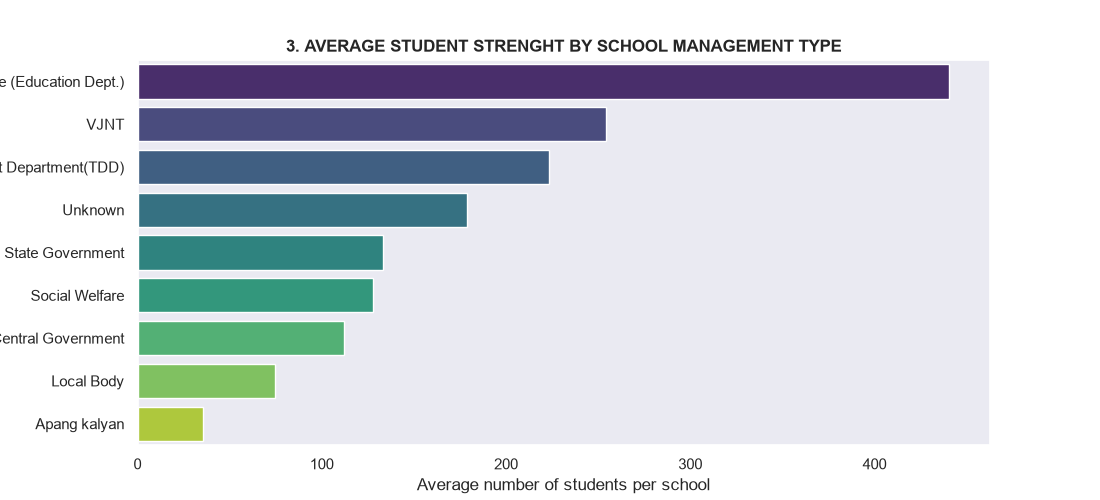 3. AVERAGE STUDENT STRENGHT BY SCHOOL MANAGEMENT TYPE
(Education Dept.)
VJNT
Department(TDD)
Unknown
State Government
Social Welfare
Central Government
Local Body
Apang kalyan
0 100 200 300 400
Average number of students per school